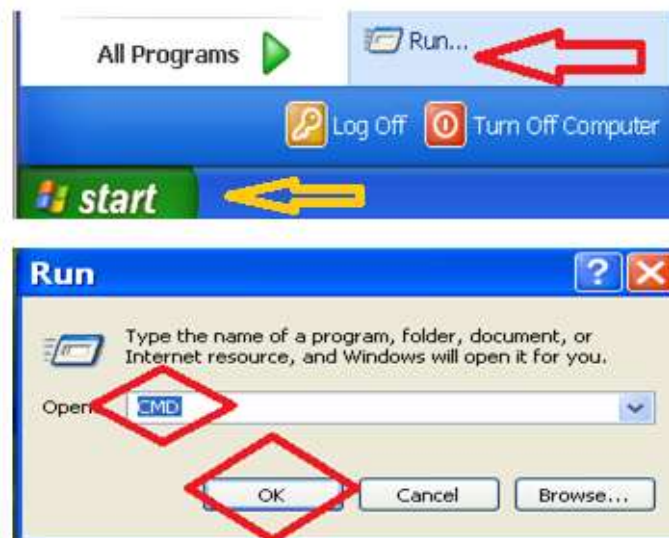 All Programs
Run...
Log Off
Turn Off Computer
start
Run
Type the name of a program, folder, document, or
Internet resource, and Windows will open it for you.
Open
CMD
OK
Cancel
Browse...